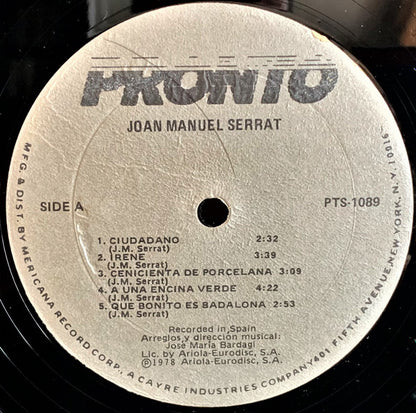 PRONTO
JOAN MANUEL SERRAT
SIDE A
PTS-1089
1. CIUDADANO 2:32
(J.M. Serrat)
2. IRENE 3:39
(J.M. Serrat)
3. CENICIENTA DE PORCELANA 3:09
(J.M. Serrat)
4. A UNA ENCINA VERDE 4:22
(J.M. Serrat)
5. QUE BONITO ES BADALONA 2:53
(J.M. Serrat)
Recorded in Spain
Arreglos y dirección musical:
José María Bardagí
Lic. by Ariola-Eurodisc, S.A.
Ⓟ 1978 Ariola-Eurodisc, S.A.
MFG. & DIST. BY MERICANA RECORD CORP. A CAYRE INDUSTRIES COMPANY 401 FIFTH AVENUE, NEW YORK, N.Y. 10016